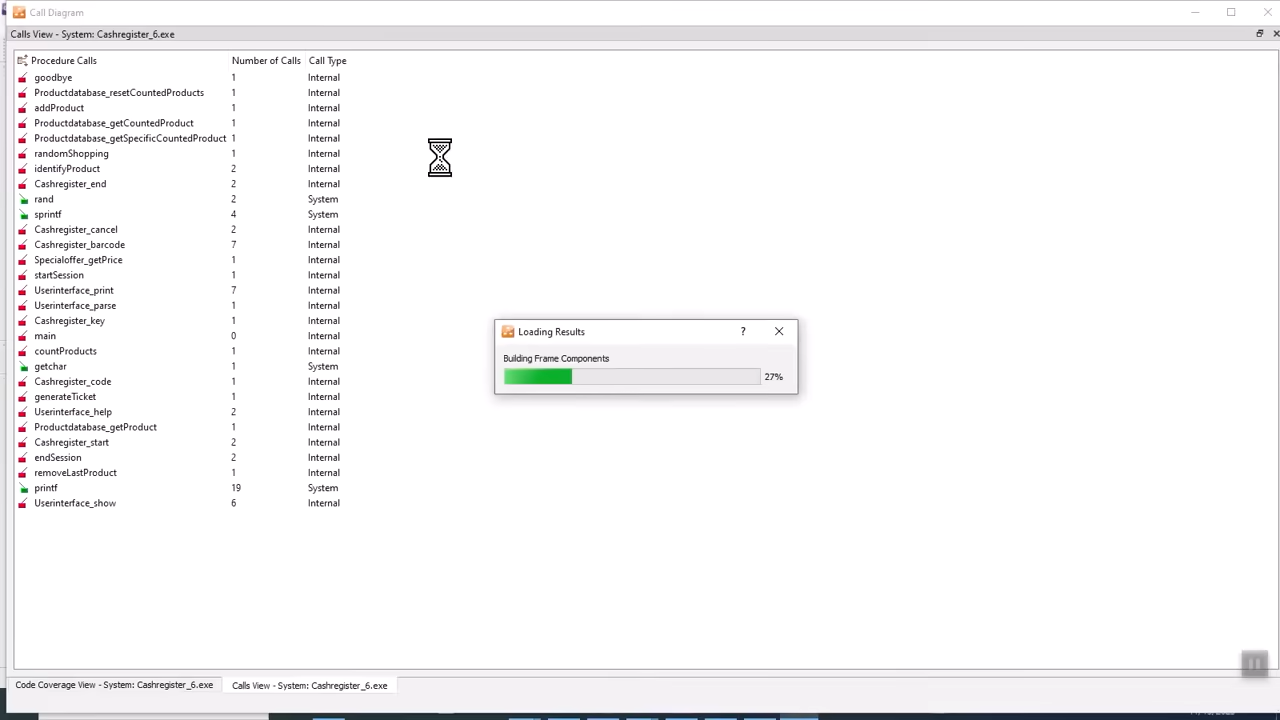 Call Diagram
Calls View - System: Cashregister_6.exe
Procedure Calls Number of Calls Call Type
goodbye 1 Internal
Productdatabase_resetCountedProducts 1 Internal
addProduct 1 Internal
Productdatabase_getCountedProduct 1 Internal
Productdatabase_getSpecificCountedProduct 1 Internal
randomShopping 1 Internal
identifyProduct 2 Internal
Cashregister_end 2 Internal
rand 2 System
sprintf 4 System
Cashregister_cancel 2 Internal
Cashregister_barcode 7 Internal
Specialoffer_getPrice 1 Internal
startSession 1 Internal
Userinterface_print 7 Internal
Userinterface_parse 1 Internal
Cashregister_key 1 Internal
main 0 Internal
countProducts 1 Internal
getchar 1 System
Cashregister_code 1 Internal
generateTicket 1 Internal
Userinterface_help 2 Internal
Productdatabase_getProduct 1 Internal
Cashregister_start 2 Internal
endSession 2 Internal
removeLastProduct 1 Internal
printf 19 System
Userinterface_show 6 Internal
Loading Results ?
Building Frame Components
27%
Code Coverage View - System: Cashregister_6.exe Calls View - System: Cashregister_6.exe